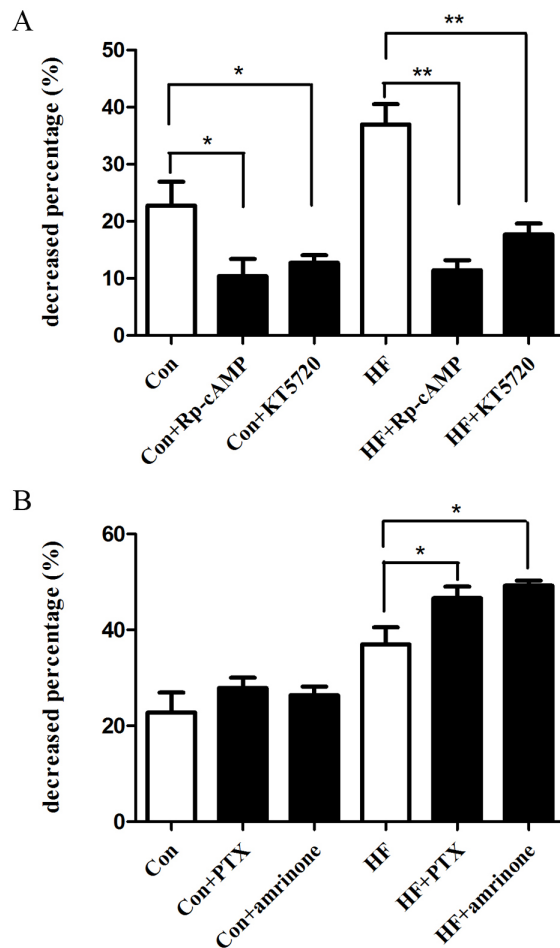 A
decreased percentage (%)
50
40
30
20
10
0
*
*
**
**
Con
Con+Rp-cAMP
Con+KT5720
HF
HF+Rp-cAMP
HF+KT5720
B
decreased percentage (%)
60
40
20
0
*
*
Con
Con+PTX
Con+amrinone
HF
HF+PTX
HF+amrinone